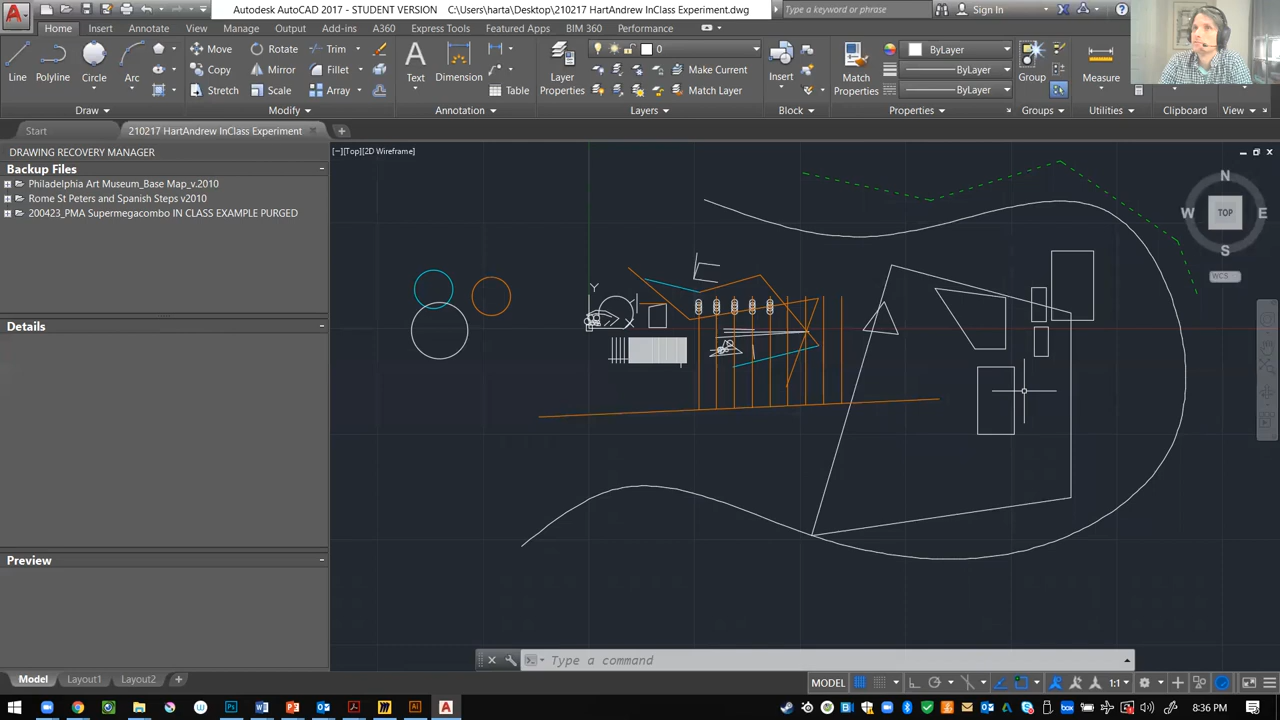 Autodesk AutoCAD 2017 - STUDENT VERSION C:\Users\harta\Desktop\210217 HartAndrew InClass Experiment.dwg
Type a keyword or phrase
Sign In
Home Insert Annotate View Manage Output Add-ins A360 Express Tools Featured Apps BIM 360 Performance
Line Polyline Circle Arc
Move Rotate Trim
Copy Mirror Fillet
Stretch Scale Array
Text Dimension Table
Layer Properties
0
Make Current
Match Layer
Insert
Match Properties
ByLayer
ByLayer
ByLayer
Group
Measure
Draw Modify Annotation Layers Block Properties Groups Utilities Clipboard View
Start 210217 HartAndrew InClass Experiment
DRAWING RECOVERY MANAGER
Backup Files
Philadelphia Art Museum_Base Map_v.2010
Rome St Peters and Spanish Steps v2010
200423_PMA Supermegacombo IN CLASS EXAMPLE PURGED
Details
Preview
[−][Top][2D Wireframe]
N
W TOP E
S
WCS
Y
Type a command
Model Layout1 Layout2
MODEL 1:1
8:36 PM